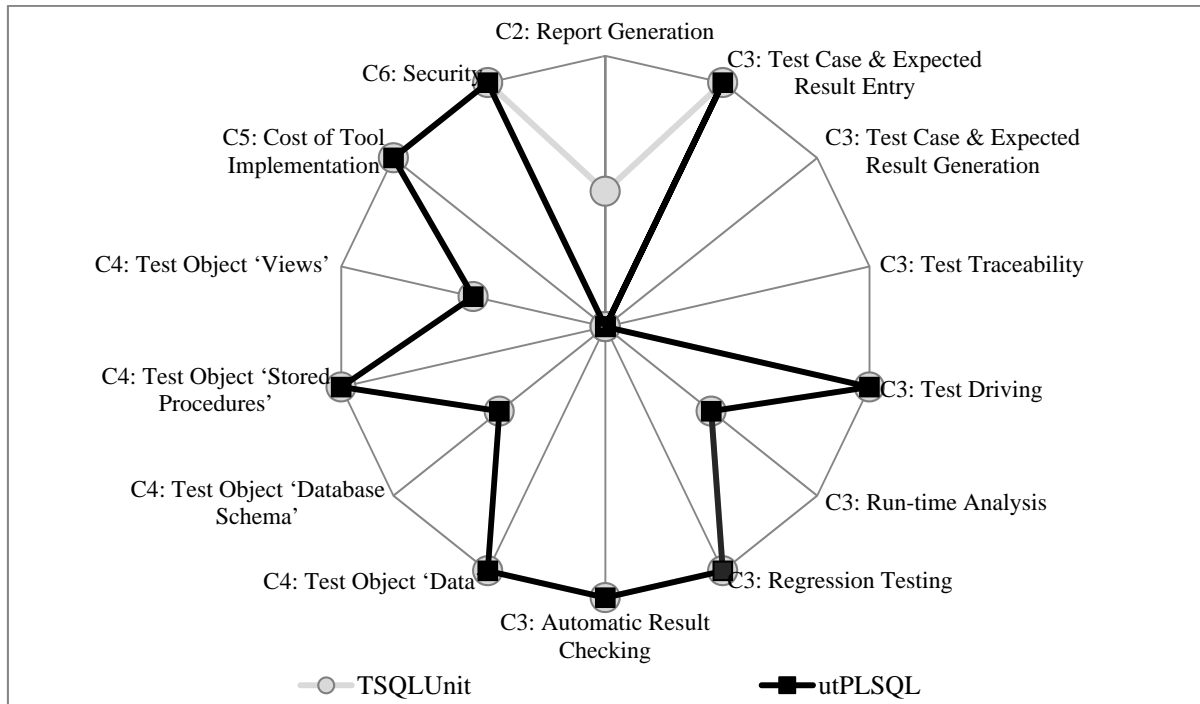 C2: Report Generation
C3: Test Case & Expected
Result Entry
C3: Test Case & Expected
Result Generation
C3: Test Traceability
C3: Test Driving
C3: Run-time Analysis
C3: Regression Testing
C3: Automatic Result
Checking
C4: Test Object ‘Data’
C4: Test Object ‘Database
Schema’
C4: Test Object ‘Stored
Procedures’
C4: Test Object ‘Views’
C5: Cost of Tool
Implementation
C6: Security
TSQLUnit
utPLSQL